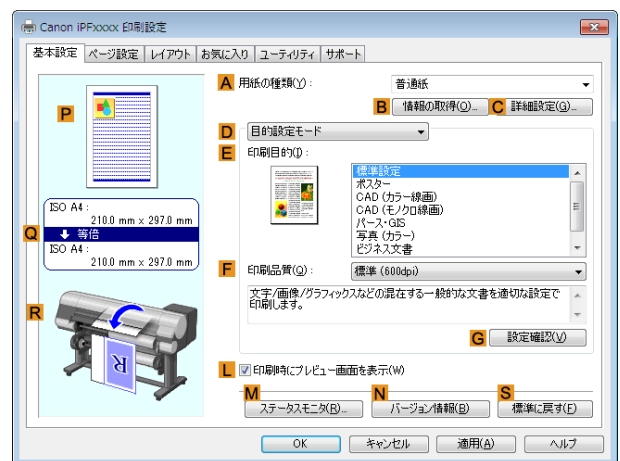 Canon iPFxxxx 印刷設定
基本設定 ページ設定 レイアウト お気に入り ユーティリティ サポート
A 用紙の種類(Y): 普通紙
P
B 情報の取得(O)... C 詳細設定(G)...
D 目的設定モード
E 印刷目的(I):
標準設定
ポスター
CAD (カラー線画)
CAD (モノクロ線画)
パース・GIS
写真 (カラー)
ビジネス文書
ISO A4 :
210.0 mm x 297.0 mm
Q 等倍
ISO A4 :
210.0 mm x 297.0 mm
F 印刷品質(Q): 標準 (600dpi)
文字/画像/グラフィックスなどの混在する一般的な文書を適切な設定で
印刷します。
R
G 設定確認(V)
R
L 印刷時にプレビュー画面を表示(W)
M N S
ステータスモニタ(R)... バージョン情報(B) 標準に戻す(F)
OK キャンセル 適用(A) ヘルプ